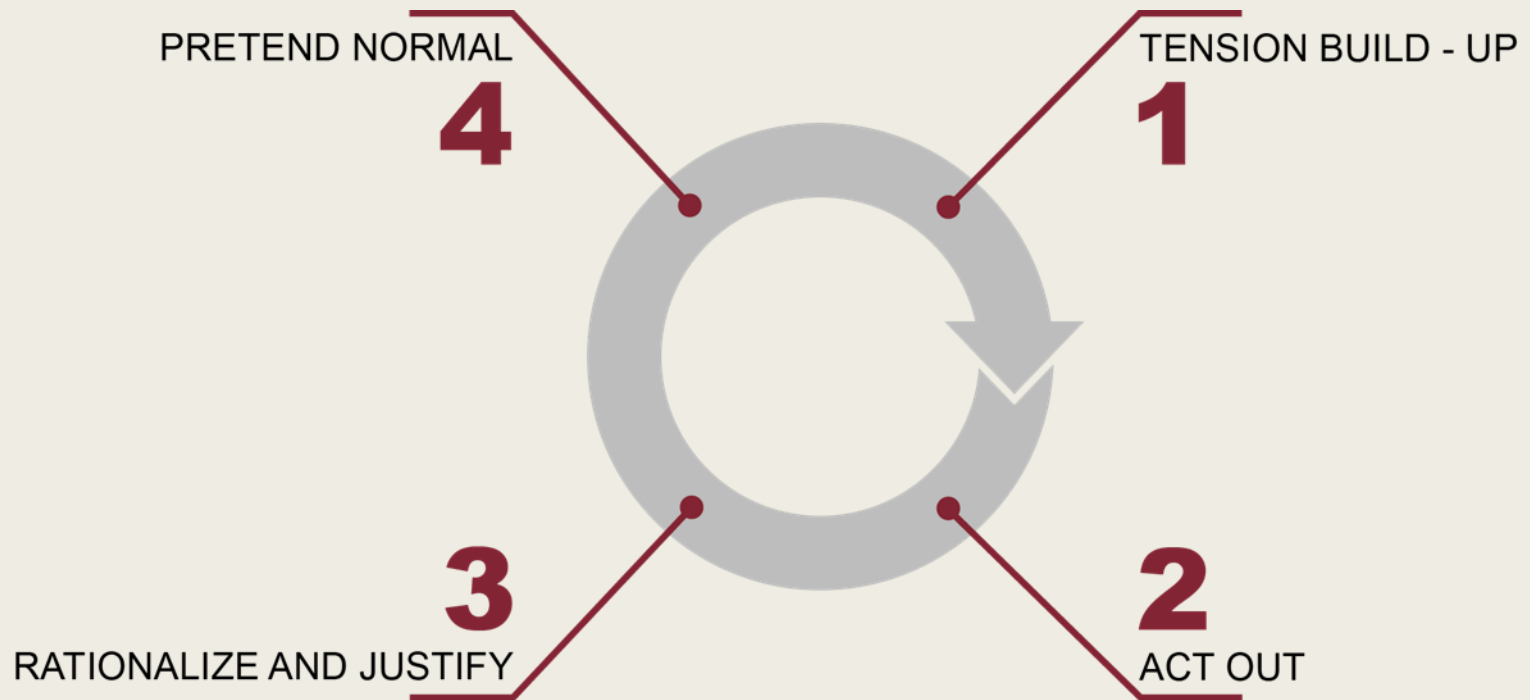 PRETEND NORMAL
4
TENSION BUILD - UP
1
3
RATIONALIZE AND JUSTIFY
2
ACT OUT